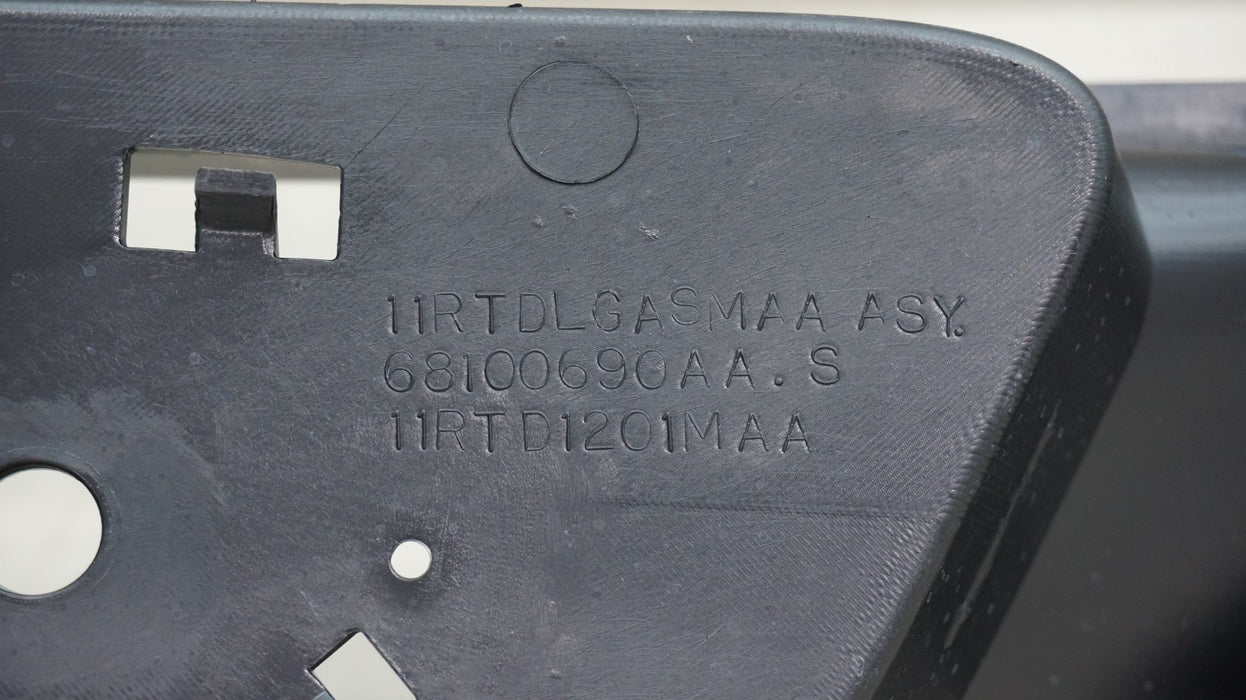 11RTDLGASMAA ASY.
68100690AA.S
11RTD1201MAA